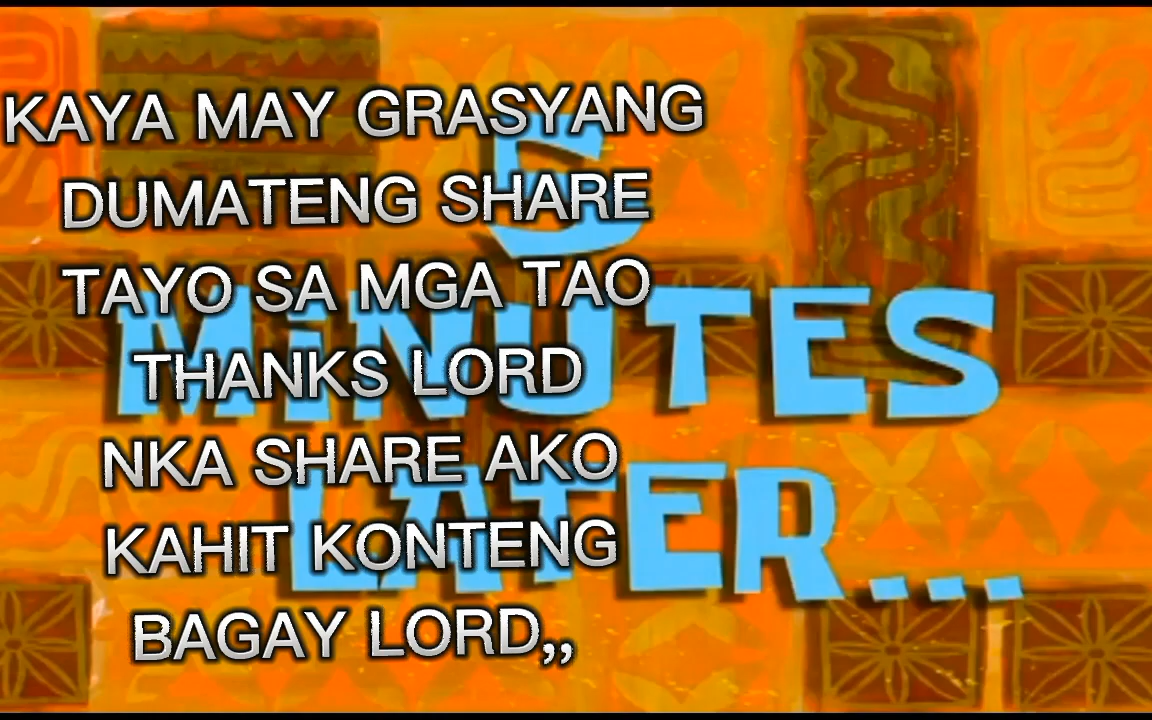 KAYA MAY GRASYANG
DUMATENG SHARE
TAYO SA MGA TAO
THANKS LORD
NKA SHARE AKO
KAHIT KONTENG
BAGAY LORD,,
5
MINUTES
LATER...